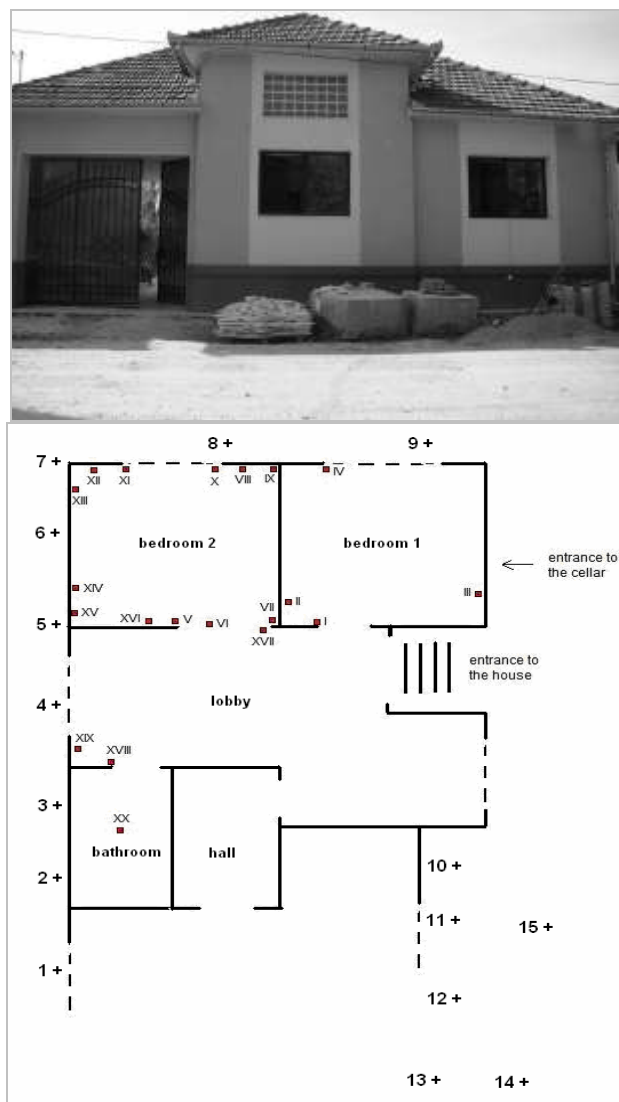 8 + 9 +
7 +
XII XI X VIII IX IV
XIII
6 +
bedroom 2 bedroom 1
entrance to
the cellar
XIV
III
VII II
XV XVI V VI I
5 +
XVII
entrance to
the house
4 +
lobby
XIX
XVIII
3 +
XX
bathroom hall
10 +
2 +
11 +
15 +
1 +
12 +
13 + 14 +